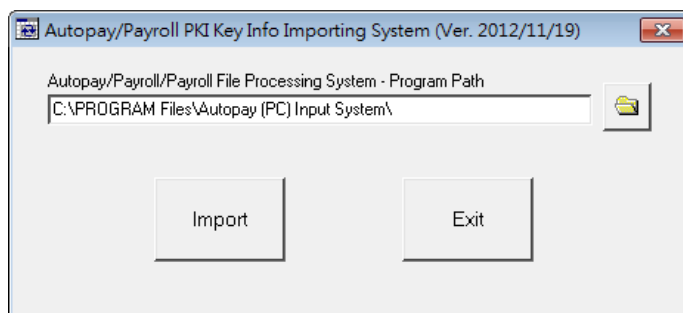 Autopay/Payroll PKI Key Info Importing System (Ver. 2012/11/19)
Autopay/Payroll/Payroll File Processing System - Program Path
C:\PROGRAM Files\Autopay (PC) Input System\
Import
Exit